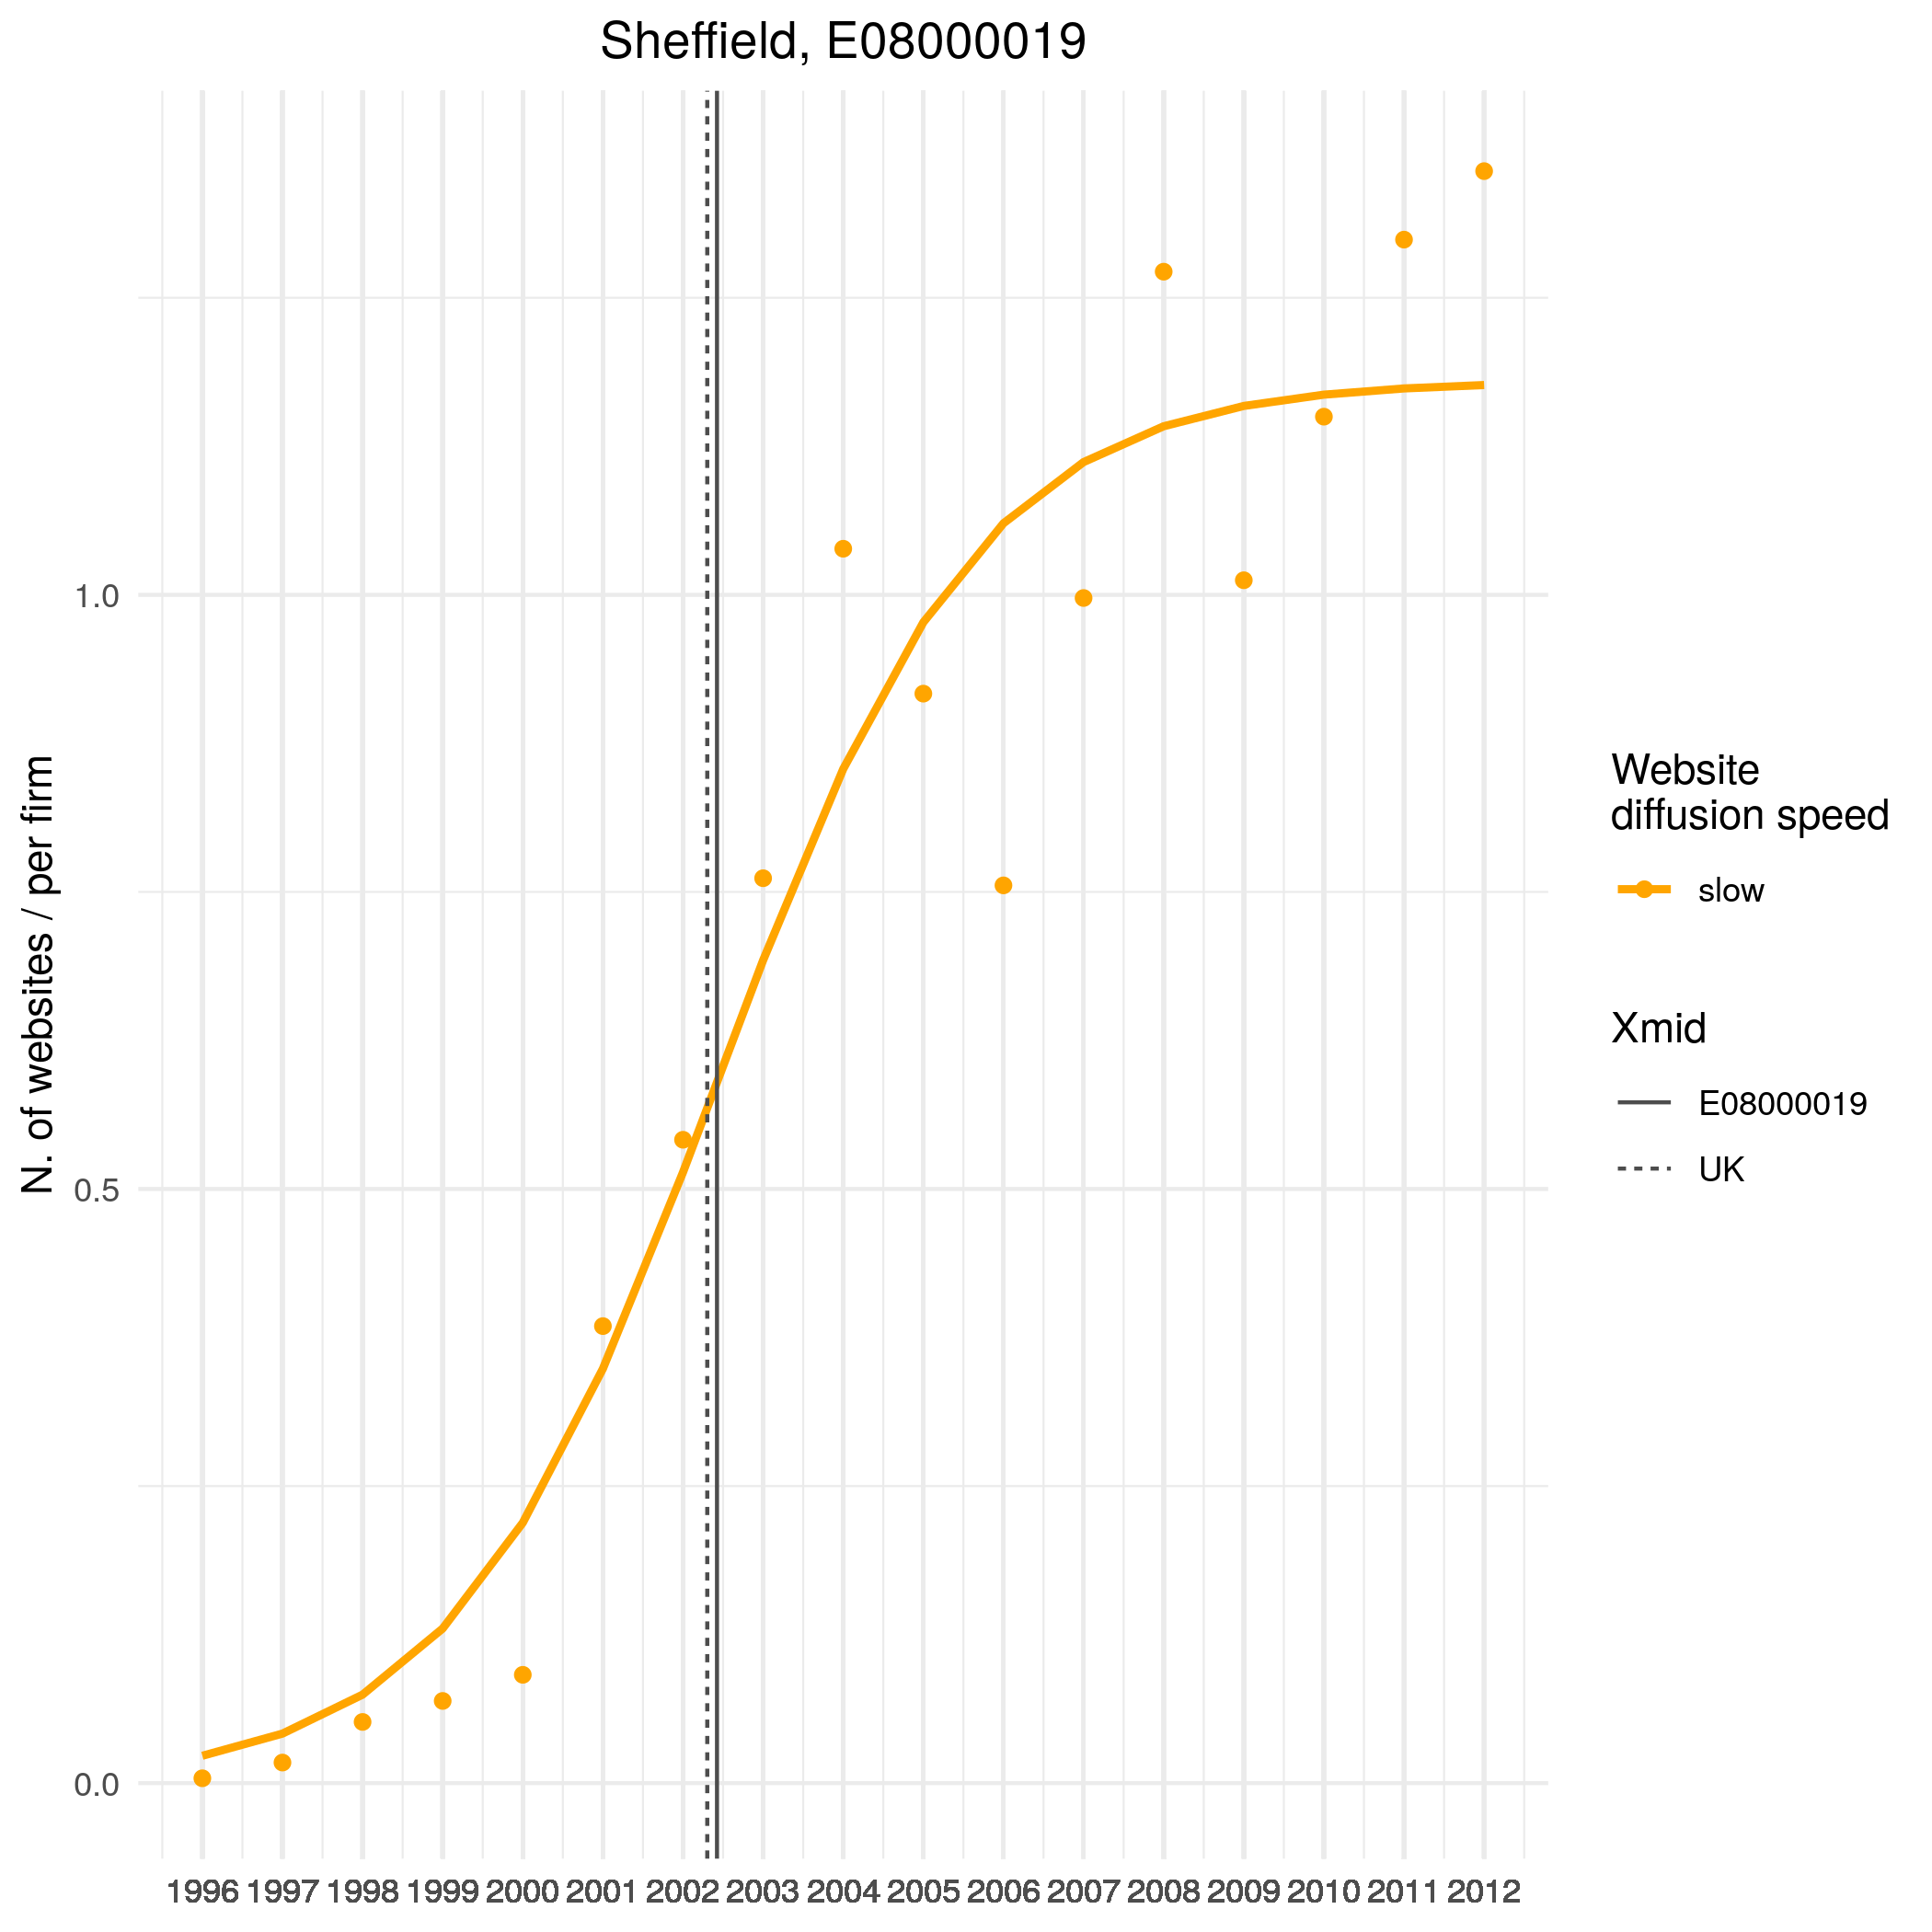 Sheffield, E08000019
N. of websites / per firm
1.0
0.5
0.0
1996 1997 1998 1999 2000 2001 2002 2003 2004 2005 2006 2007 2008 2009 2010 2011 2012
Website
diffusion speed
slow
Xmid
E08000019
UK